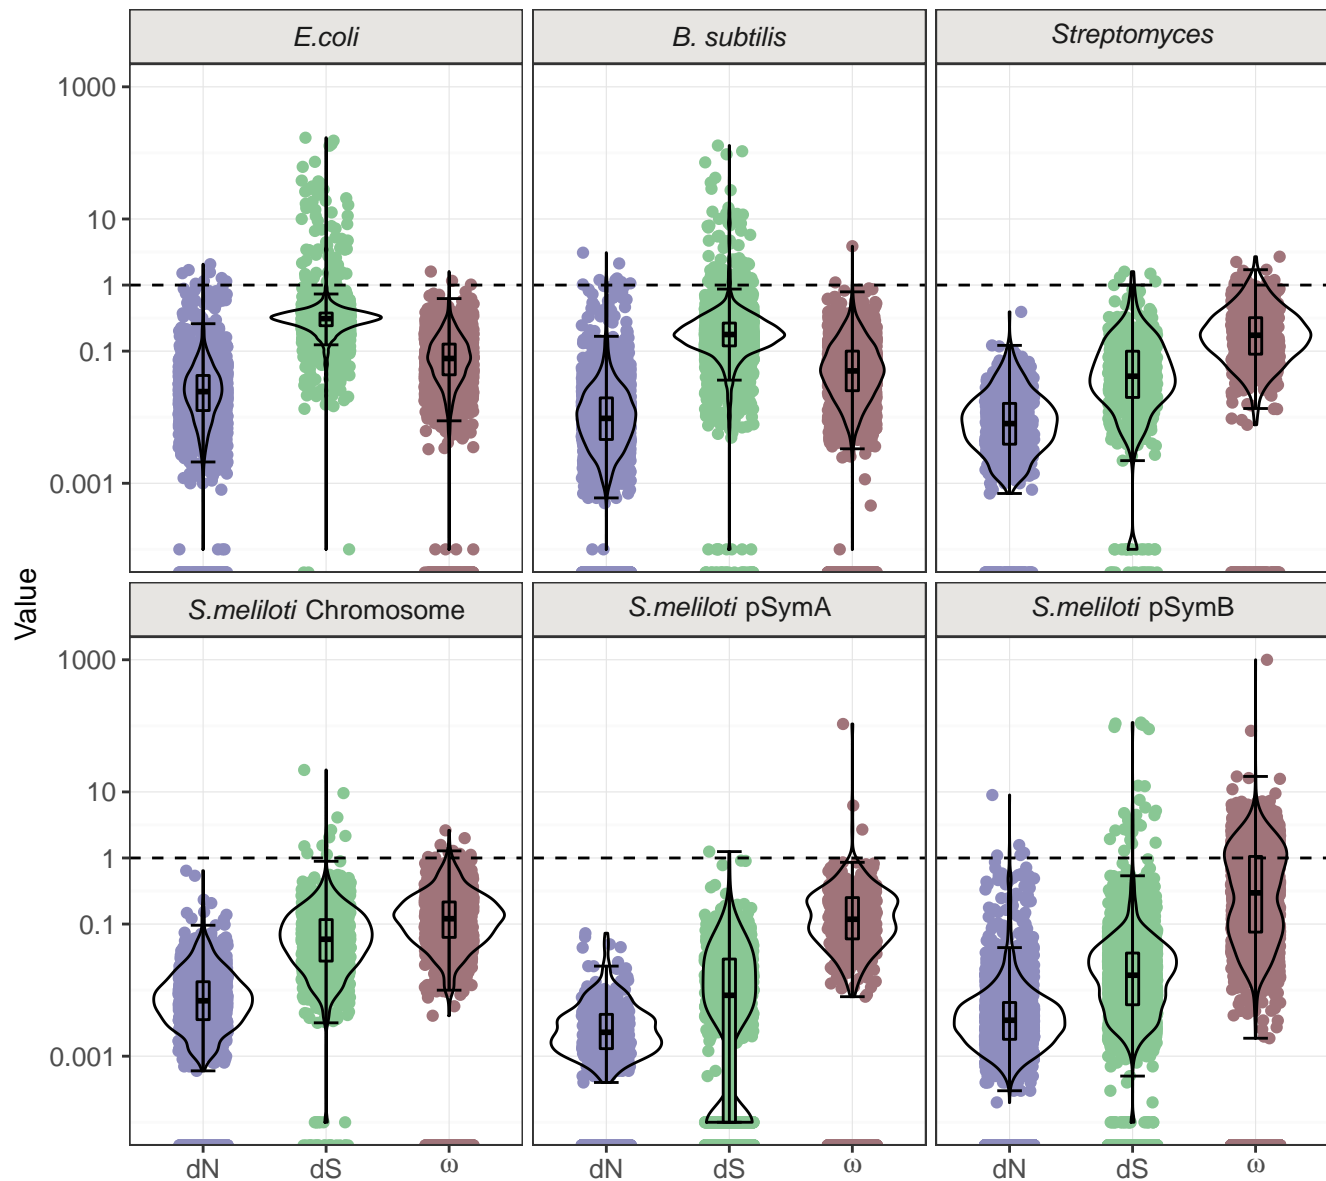 E.coli
B. subtilis
Streptomyces
1000
10
1
0.1
0.001
Value
S.meliloti Chromosome
S.meliloti pSymA
S.meliloti pSymB
1000
10
1
0.1
0.001
dN
dS
ω
dN
dS
ω
dN
dS
ω